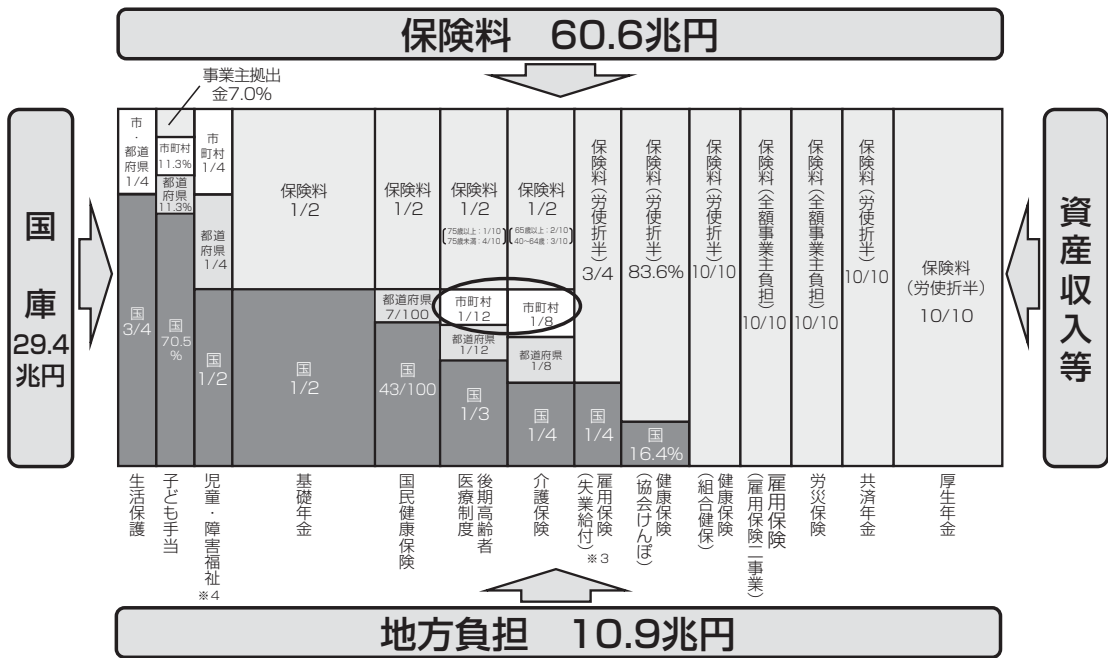 保険料 60.6兆円
事業主拠出
金7.0%
国
庫
29.4
兆円
資産収入等
市
・
都道
府県
1/4
国
3/4
市町村
11.3%
都道
府県
11.3%
国
70.5
%
市
町村
1/4
都道
府県
1/4
国
1/2
保険料
1/2
国
1/2
保険料
1/2
都道府県
7/100
国
43/100
保険料
1/2
75歳以上:1/10
75歳未満:4/10
市町村
1/12
都道府県
1/12
国
1/3
保険料
1/2
65歳以上:2/10
40~64歳:3/10
市町村
1/8
都道府県
1/8
国
1/4
保険料(労使折半)
3/4
国
1/4
保険料(労使折半)
83.6%
国
16.4%
保険料(労使折半)
10/10
保険料(全額事業主負担)
10/10
保険料(全額事業主負担)
10/10
保険料(労使折半)
10/10
保険料
(労使折半)
10/10
生活保護
子ども手当
児童・障害福祉
※4
基礎年金
国民健康保険
後期高齢者
医療制度
介護保険
雇用保険
(失業給付)
※3
健康保険
(協会けんぽ)
健康保険
(組合健保)
雇用保険
(雇用保険二事業)
労災保険
共済年金
厚生年金
地方負担 10.9兆円